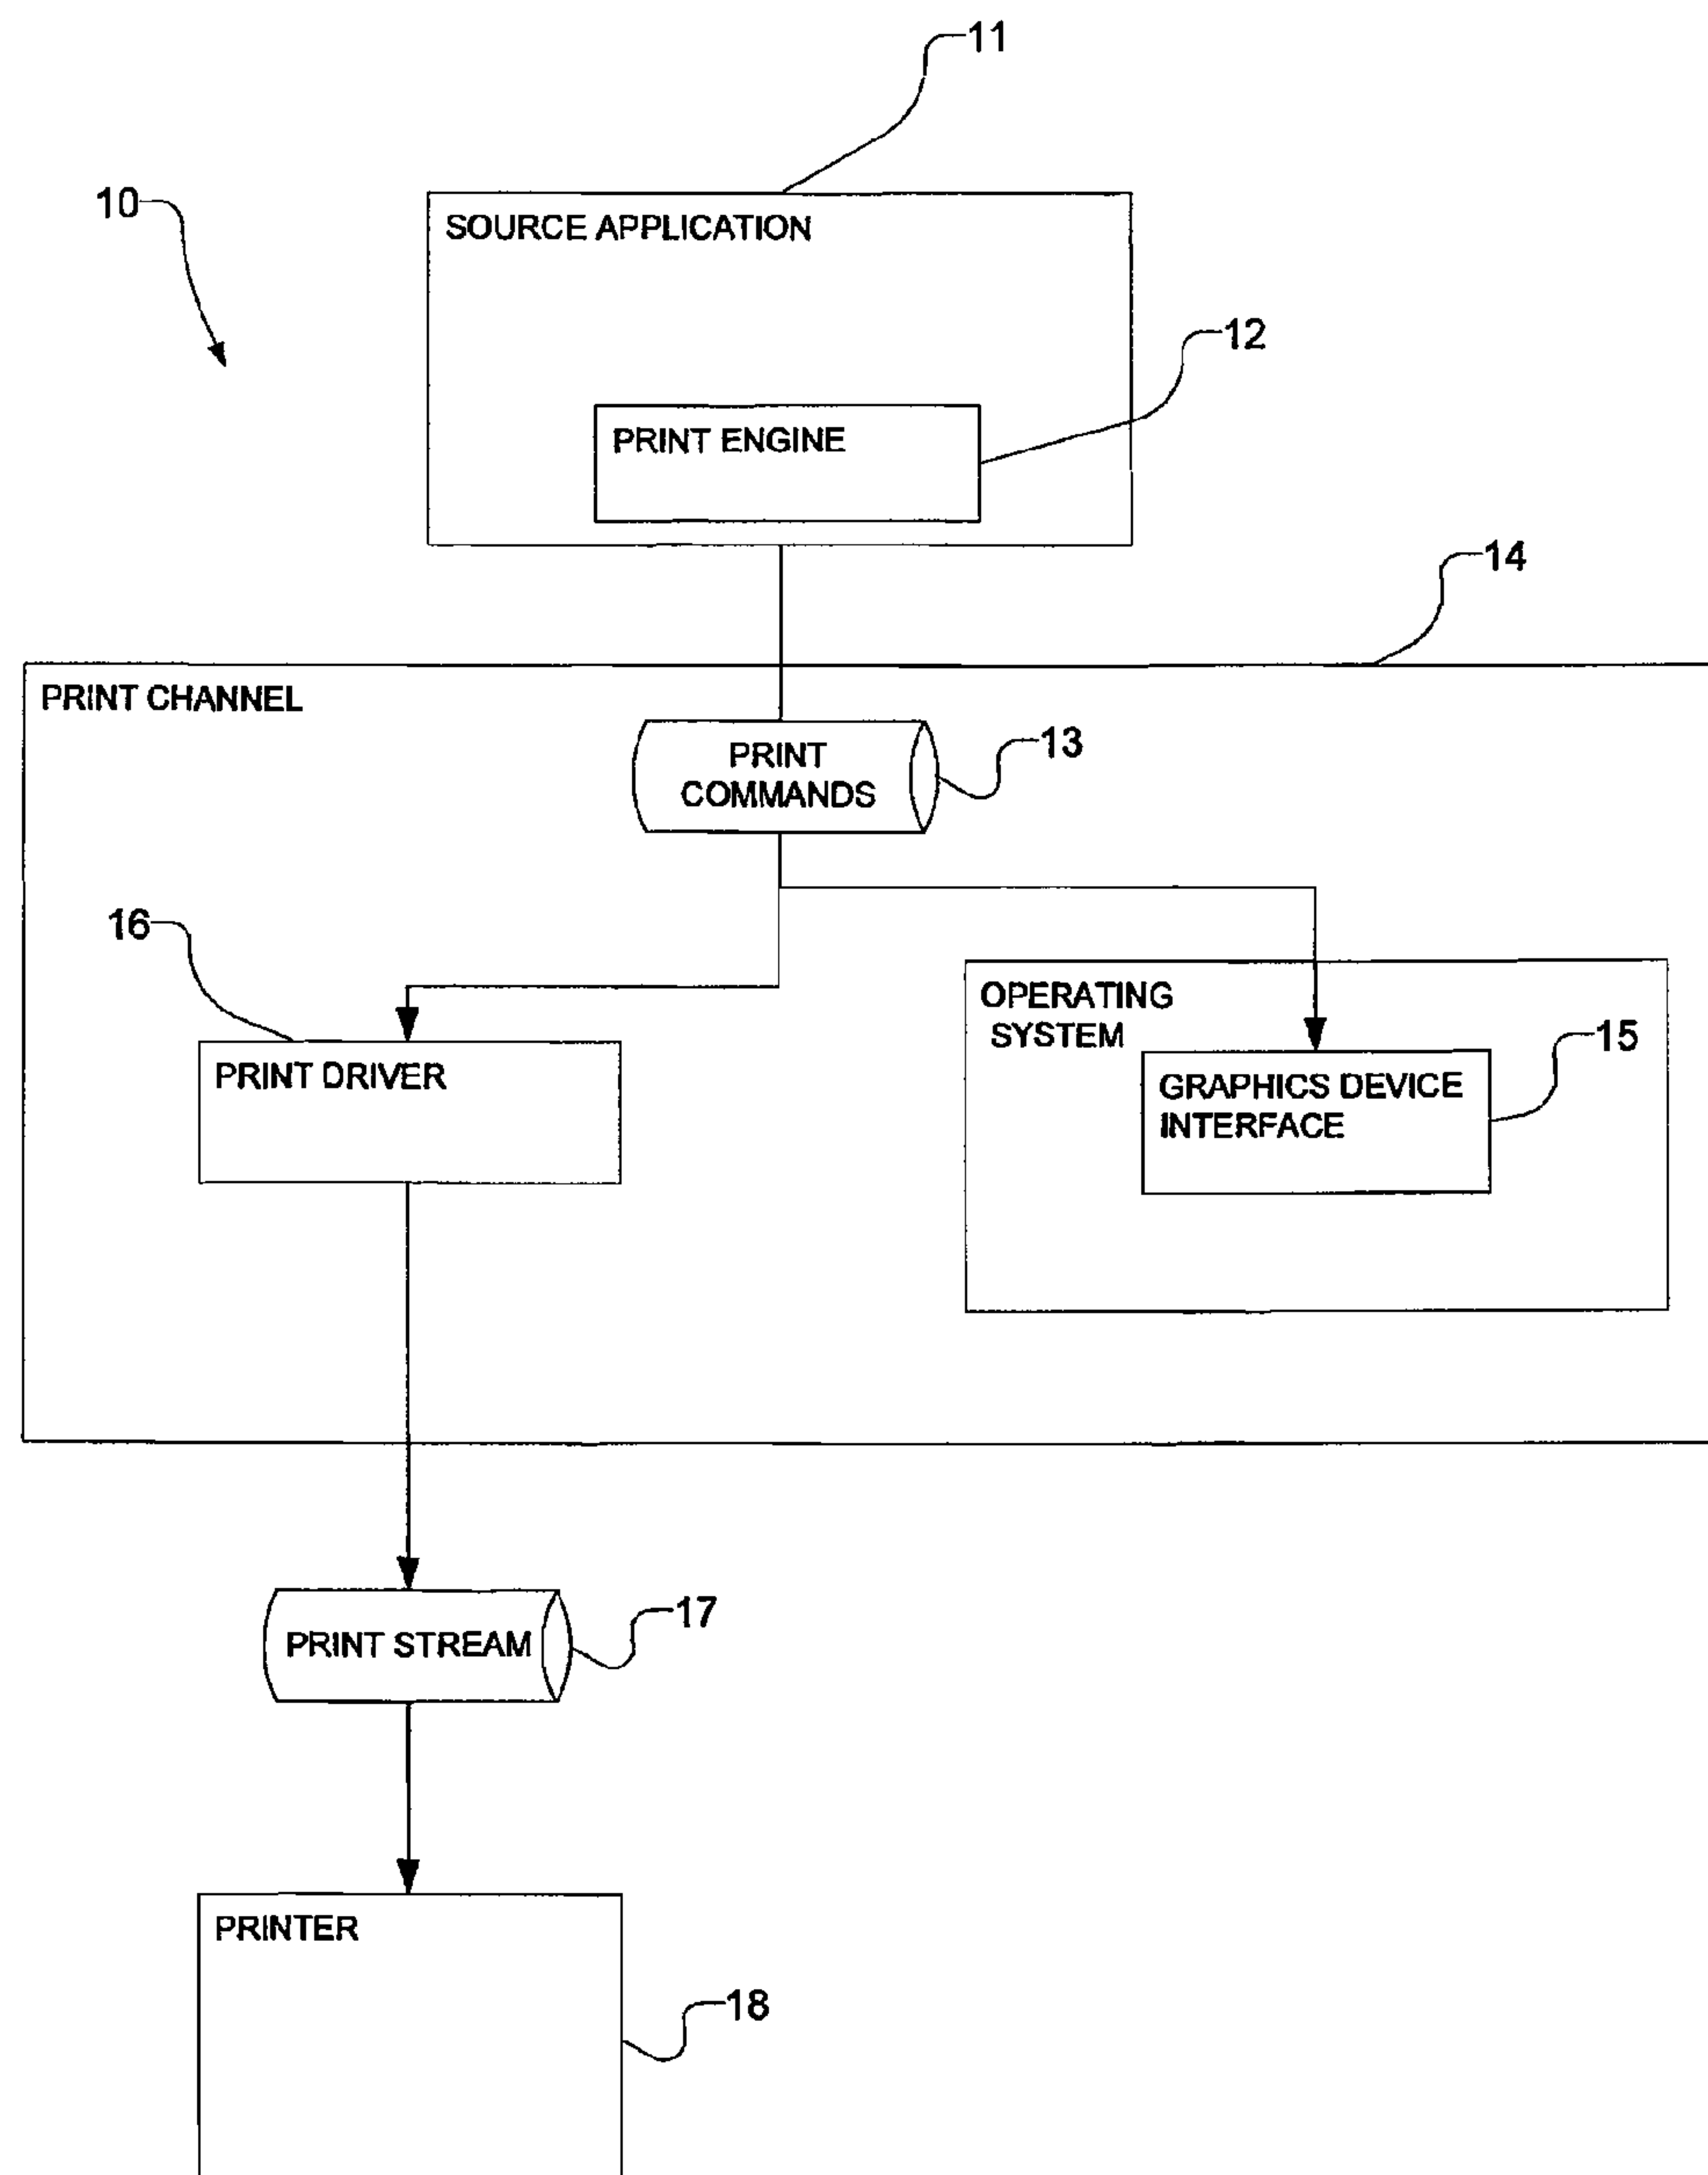 11
10
SOURCE APPLICATION
12
PRINT ENGINE
14
PRINT CHANNEL
13
PRINT
COMMANDS
16
OPERATING
SYSTEM
15
PRINT DRIVER
GRAPHICS DEVICE
INTERFACE
17
PRINT STREAM
PRINTER
18